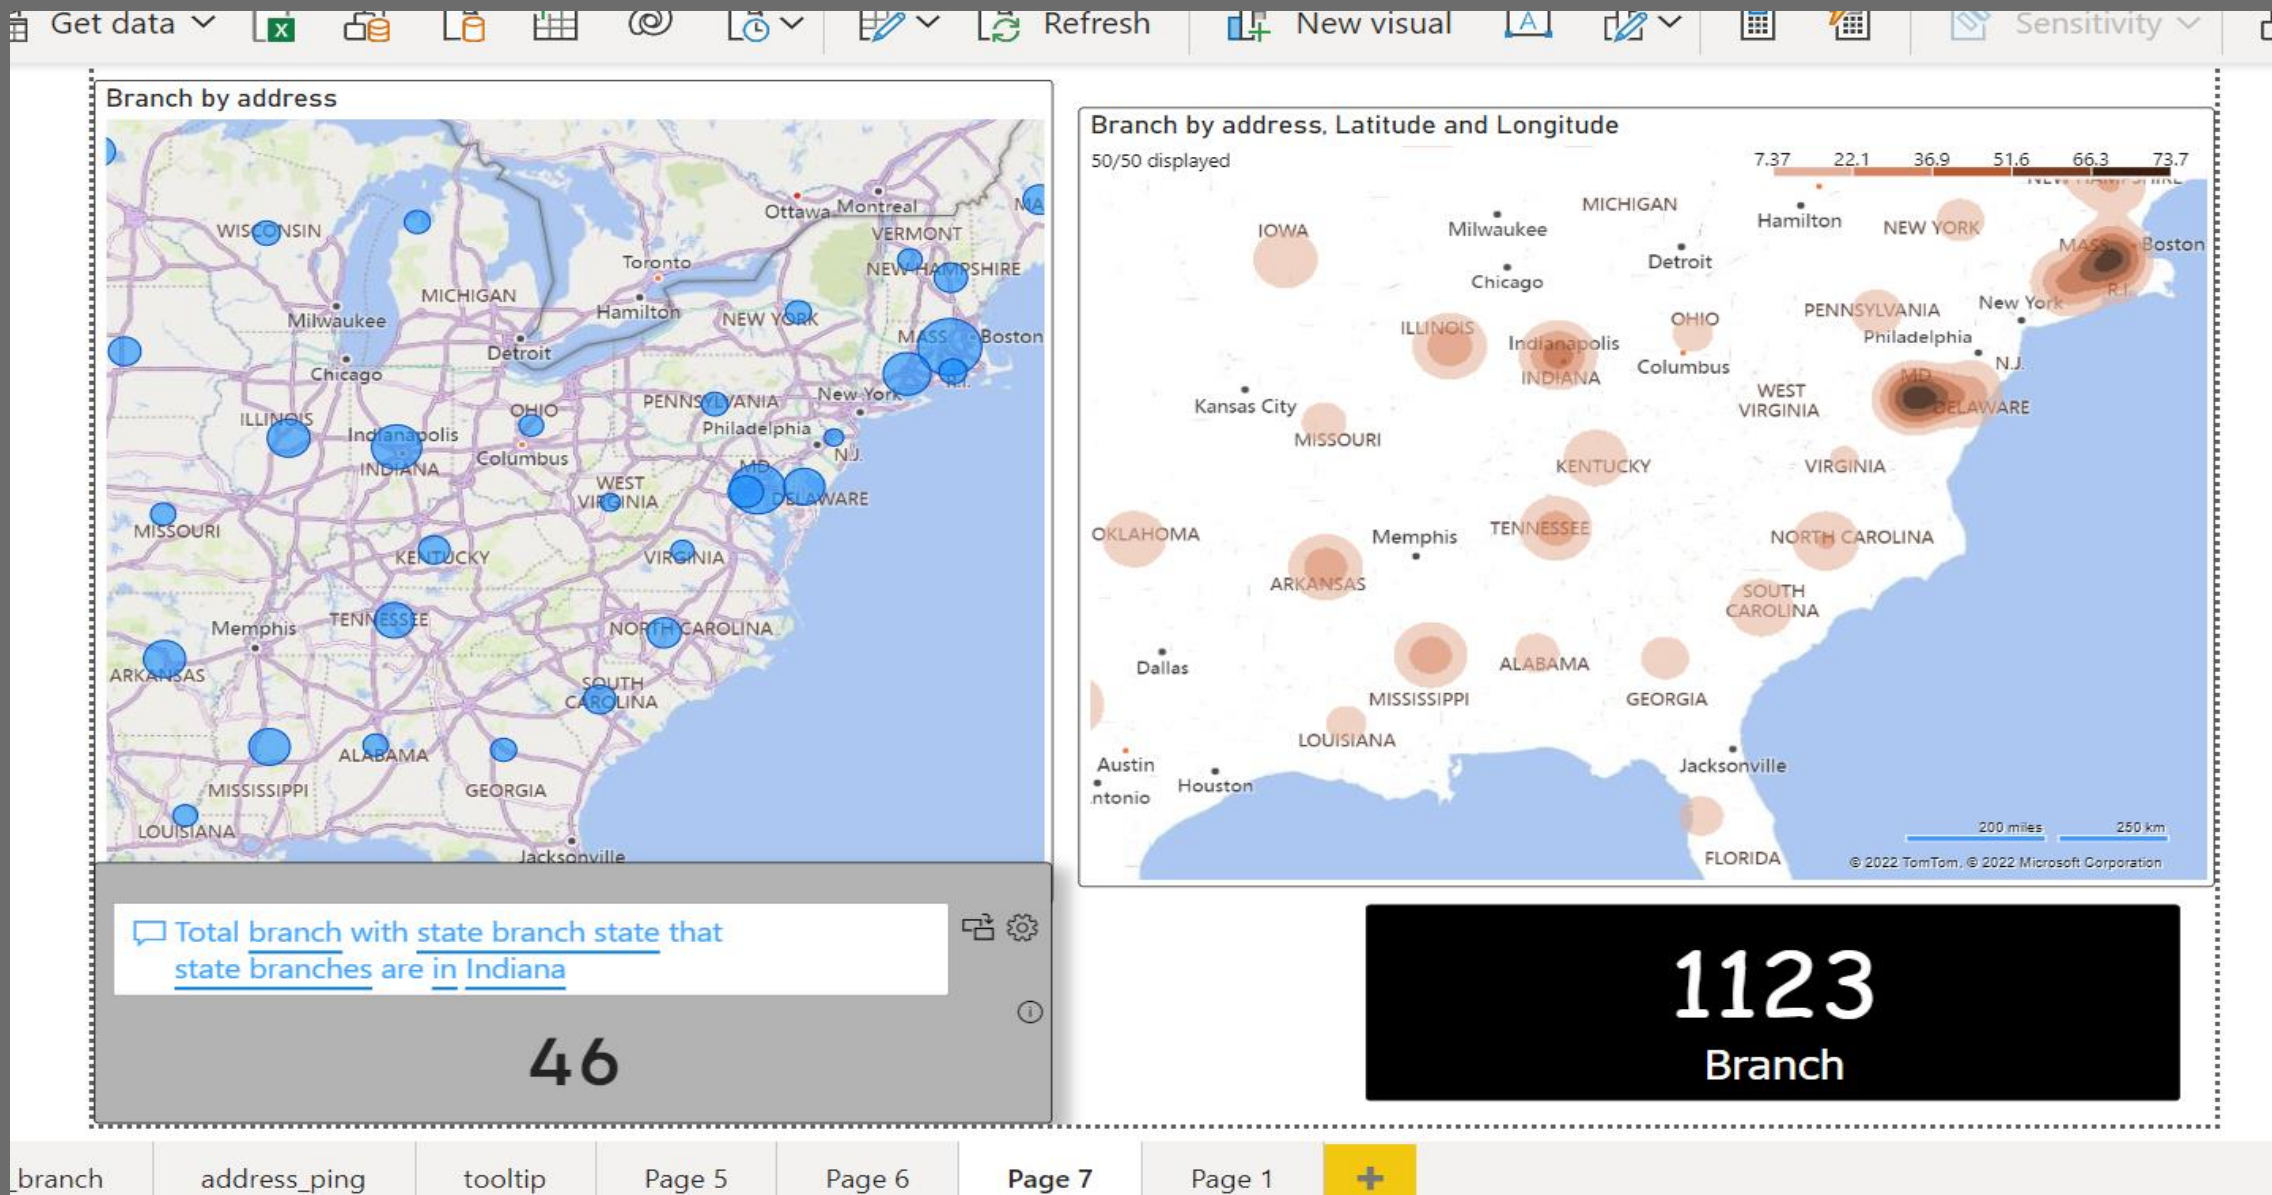 Get data
Refresh
New visual
A
Sensitivity
Branch by address
Ottawa Montreal
MA
WISCONSIN
VERMONT
Toronto
NEW HAMPSHIRE
MICHIGAN
Hamilton
NEW YORK
Milwaukee
MASS
Boston
Detroit
Chicago
R.I.
New York
PENNSYLVANIA
OHIO
ILLINOIS
Philadelphia
Indianapolis
Columbus
N.J.
INDIANA
MD
WEST
VIRGINIA
DELAWARE
MISSOURI
KENTUCKY
VIRGINIA
Memphis
TENNESSEE
NORTH CAROLINA
ARKANSAS
SOUTH
CAROLINA
ALABAMA
MISSISSIPPI
GEORGIA
LOUISIANA
Jacksonville
Total branch with state branch state that
state branches are in Indiana
46
Branch by address, Latitude and Longitude
50/50 displayed
7.37 22.1 36.9 51.6 66.3 73.7
NEW HAMPSHIRE
MICHIGAN
IOWA
Milwaukee
Hamilton
NEW YORK
MASS
Boston
Detroit
Chicago
R.I.
PENNSYLVANIA
New York
ILLINOIS
OHIO
Indianapolis
Philadelphia
Columbus
N.J.
INDIANA
MD
WEST
VIRGINIA
DELAWARE
Kansas City
MISSOURI
KENTUCKY
VIRGINIA
OKLAHOMA
Memphis
TENNESSEE
NORTH CAROLINA
ARKANSAS
SOUTH
CAROLINA
Dallas
ALABAMA
MISSISSIPPI
GEORGIA
LOUISIANA
Austin
Jacksonville
Houston
ntonio
200 miles 250 km
FLORIDA
© 2022 TomTom, © 2022 Microsoft Corporation
1123
Branch
_branch address_ping tooltip Page 5 Page 6 Page 7 Page 1 +